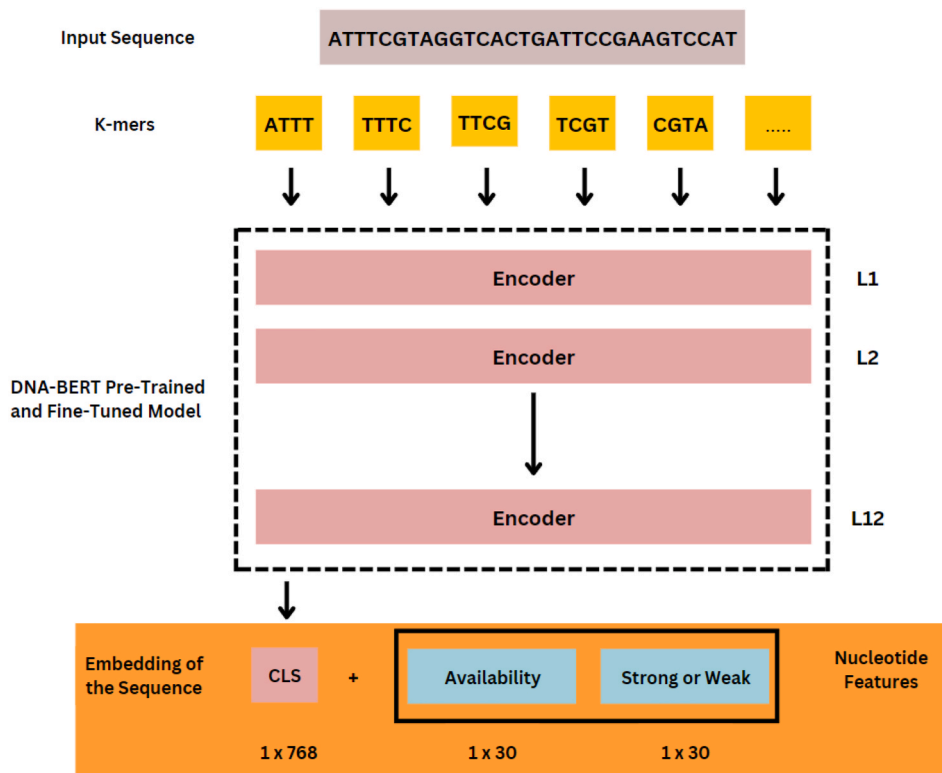 Input Sequence
ATTTCGTAGGTCACTGATTCCGAAGTCCAT
K-mers
ATTT
TTTC
TTCG
TCGT
CGTA
.....
Encoder
L1
Encoder
L2
DNA-BERT Pre-Trained
and Fine-Tuned Model
Encoder
L12
Embedding of
the Sequence
CLS
+
Availability
Strong or Weak
Nucleotide
Features
1 x 768
1 x 30
1 x 30